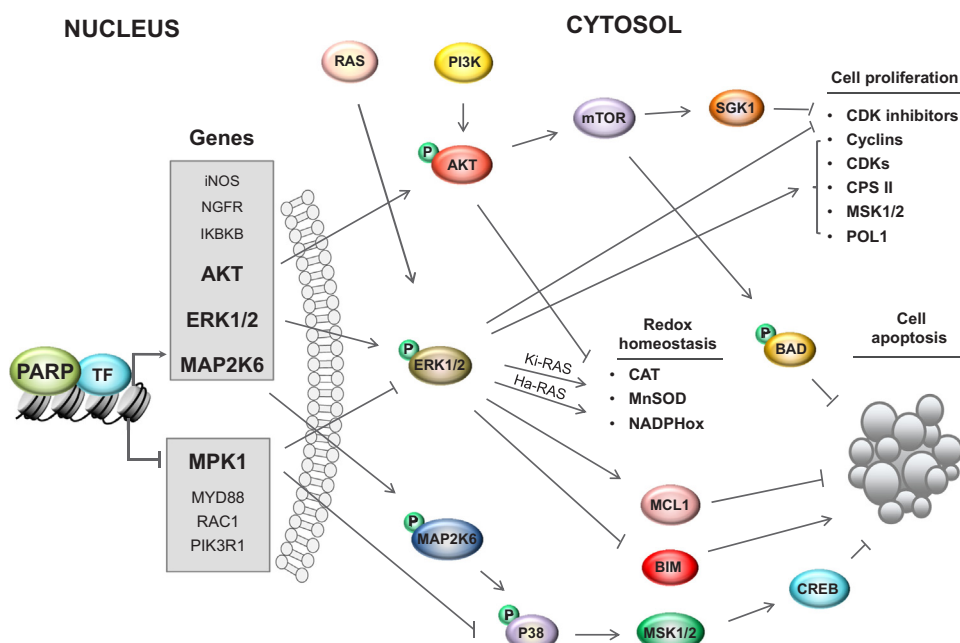 NUCLEUS
CYTOSOL
RAS
PI3K
Cell proliferation
mTOR
SGK1
• CDK inhibitors
• Cyclins
• CDKs
• CPS II
• MSK1/2
• POL1
Genes
P
AKT
iNOS
NGFR
IKBKB
AKT
ERK1/2
MAP2K6
PARP
TF
P
ERK1/2
Ki-RAS
Ha-RAS
Redox
homeostasis
• CAT
• MnSOD
• NADPHox
P
BAD
Cell
apoptosis
MPK1
MYD88
RAC1
PIK3R1
MCL1
P
MAP2K6
BIM
CREB
P
P38
MSK1/2